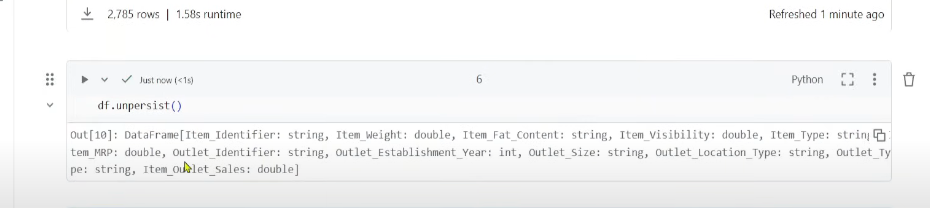 2,785 rows | 1.58s runtime
Refreshed 1 minute ago
Just now (<1s)
6
Python
df.unpersist()
Out[10]: DataFrame[Item_Identifier: string, Item_Weight: double, Item_Fat_Content: string, Item_Visibility: double, Item_Type: string
tem_MRP: double, Outlet_Identifier: string, Outlet_Establishment_Year: int, Outlet_Size: string, Outlet_Location_Type: string, Outlet_Ty
pe: string, Item_Outlet_Sales: double]